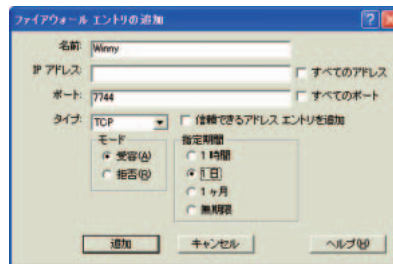 ファイアウォール エントリの追加
名前: Winny
IP アドレス: すべてのアドレス
ポート: 7744 すべてのポート
タイプ: TCP 信頼できるアドレス エントリを追加
モード 指定期間
受容(A) 1 時間
拒否(R) 1 日
1 ヶ月
無期限
追加 キャンセル ヘルプ(H)